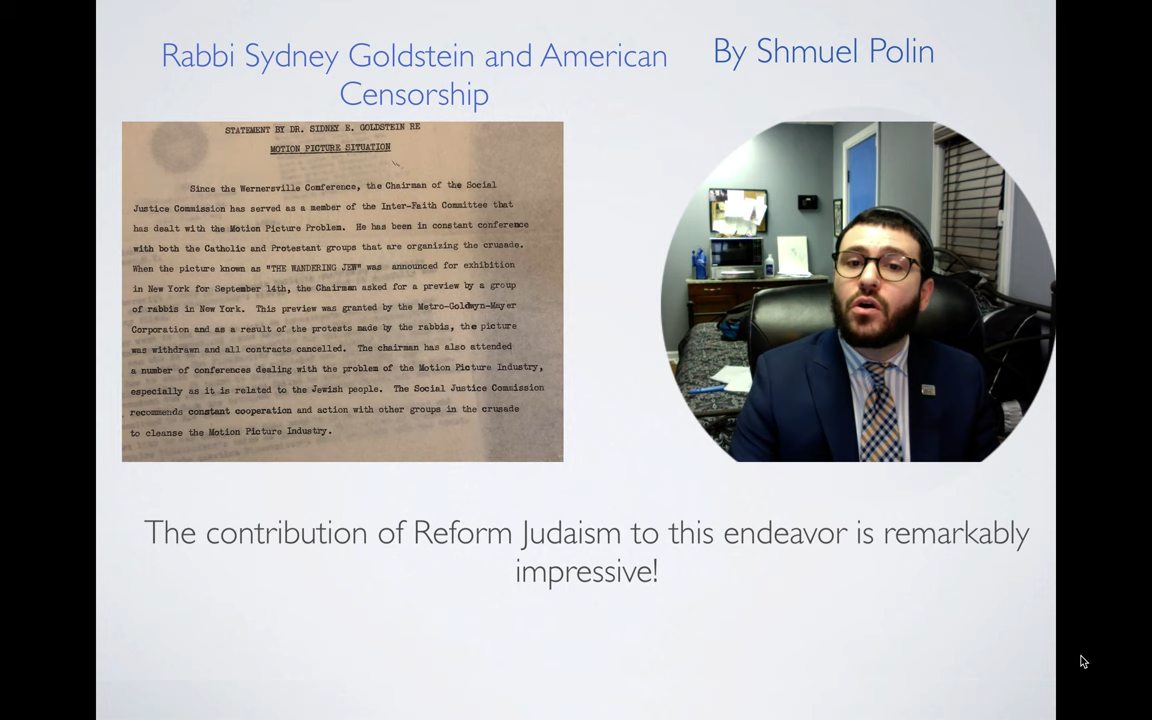 Rabbi Sydney Goldstein and American
Censorship
By Shmuel Polin
STATEMENT BY DR. SIDNEY E. GOLDSTEIN RE
MOTION PICTURE SITUATION
Since the Wernersville Conference, the Chairman of the Social
Justice Commission has served as a member of the Inter-Faith Committee that
has dealt with the Motion Picture Problem. He has been in constant conference
with both the Catholic and Protestant groups that are organizing the crusade.
When the picture known as "THE WANDERING JEW" was announced for exhibition
in New York for September 14th, the Chairman asked for a preview by a group
of rabbis in New York. This preview was granted by the Metro-Goldwyn-Mayer
Corporation and as a result of the protests made by the rabbis, the picture
was withdrawn and all contracts cancelled. The chairman has also attended
a number of conferences dealing with the problem of the Motion Picture Industry,
especially as it is related to the Jewish people. The Social Justice Commission
recommends constant cooperation and action with other groups in the crusade
to cleanse the Motion Picture Industry.
The contribution of Reform Judaism to this endeavor is remarkably
impressive!